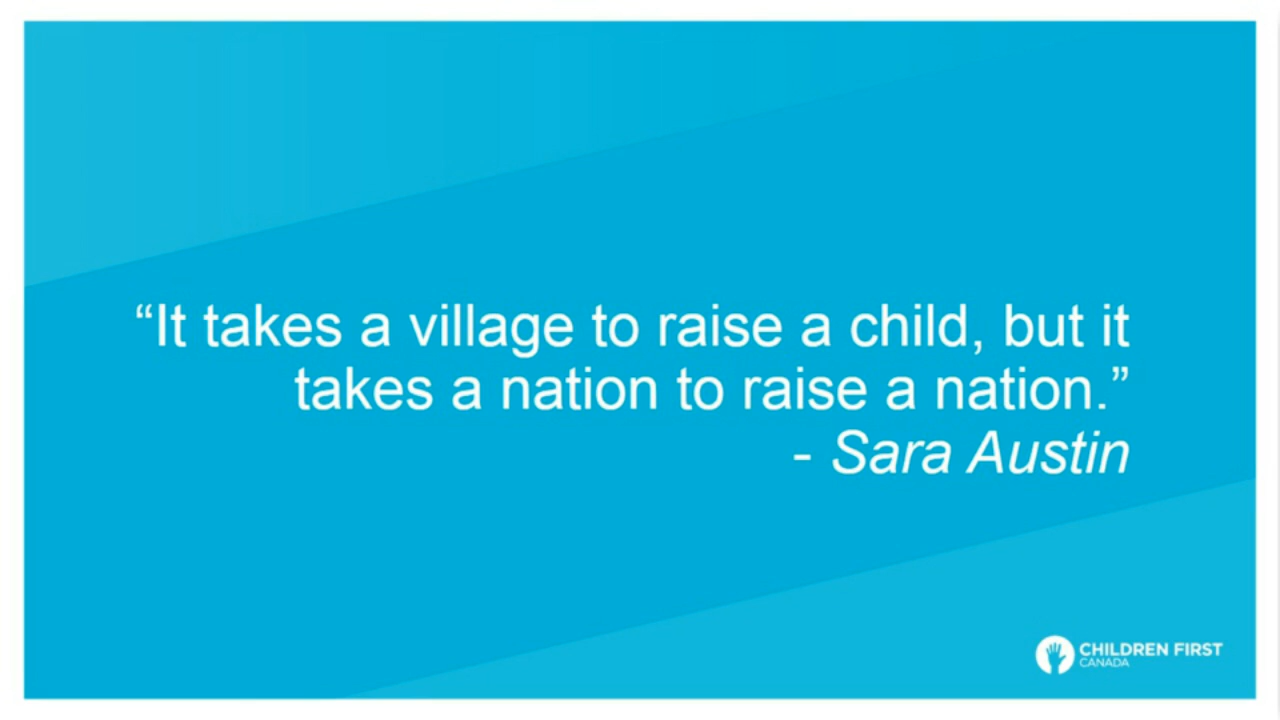 “It takes a village to raise a child, but it
takes a nation to raise a nation.”
- Sara Austin
CHILDREN FIRST
CANADA